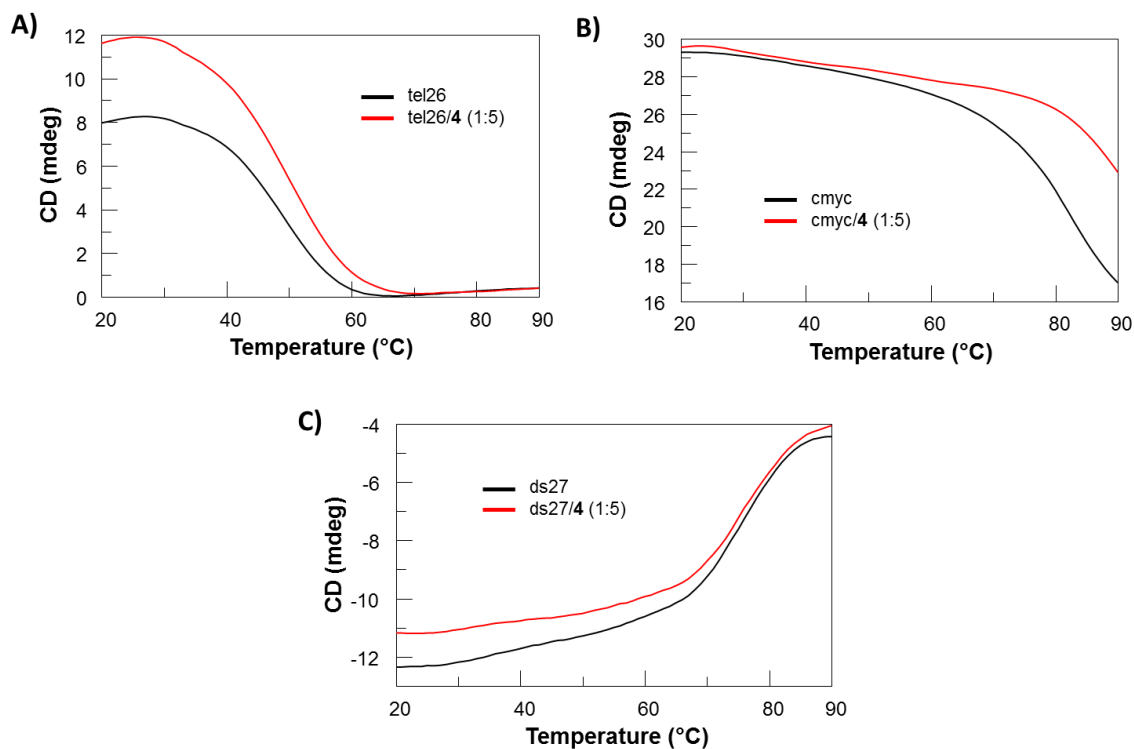 A)
12
10
8
6
4
2
0
CD (mdeg)
tel26
tel26/4 (1:5)
20
40
60
80
90
Temperature (°C)
B)
30
28
26
24
22
20
18
16
CD (mdeg)
cmyc
cmyc/4 (1:5)
20
40
60
80
90
Temperature (°C)
C)
-4
-6
-8
-10
-12
CD (mdeg)
ds27
ds27/4 (1:5)
20
40
60
80
90
Temperature (°C)